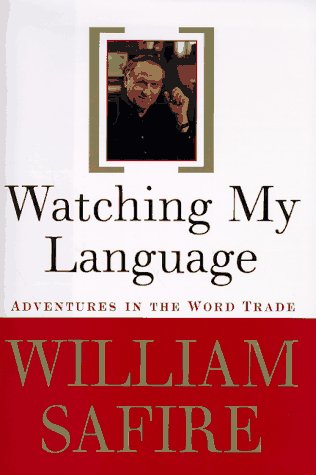 Watching My
Language
ADVENTURES IN THE WORD TRADE
WILLIAM
SAFIRE